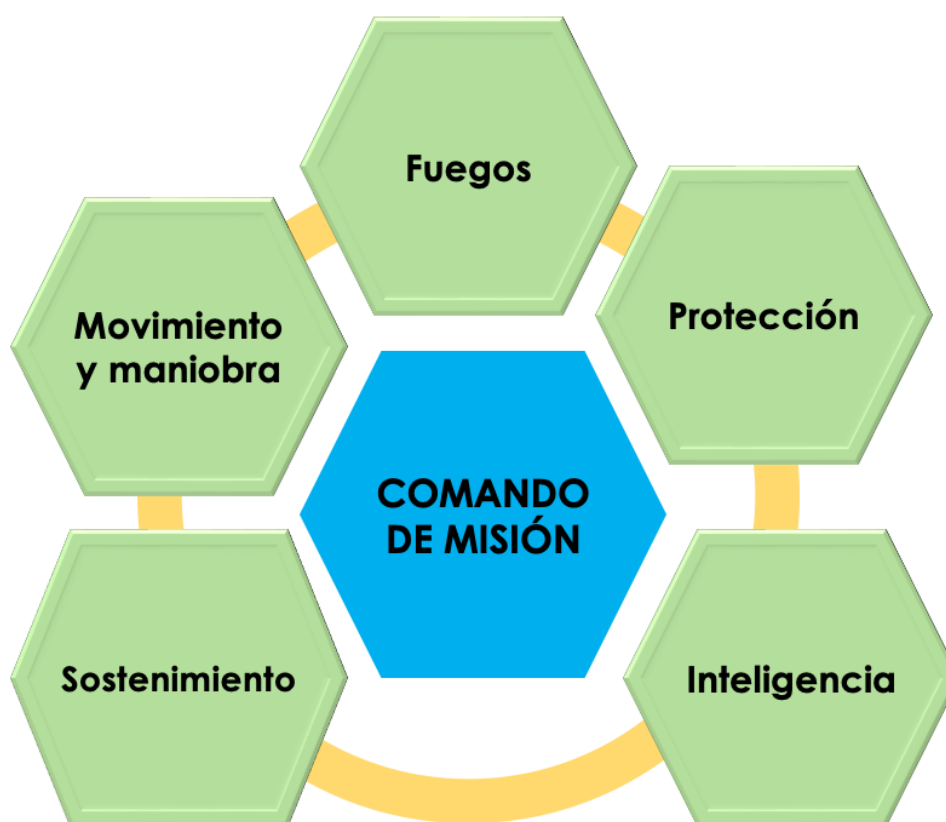 Fuegos
Protección
Movimiento
y maniobra
COMANDO
DE MISIÓN
Sostenimiento
Inteligencia